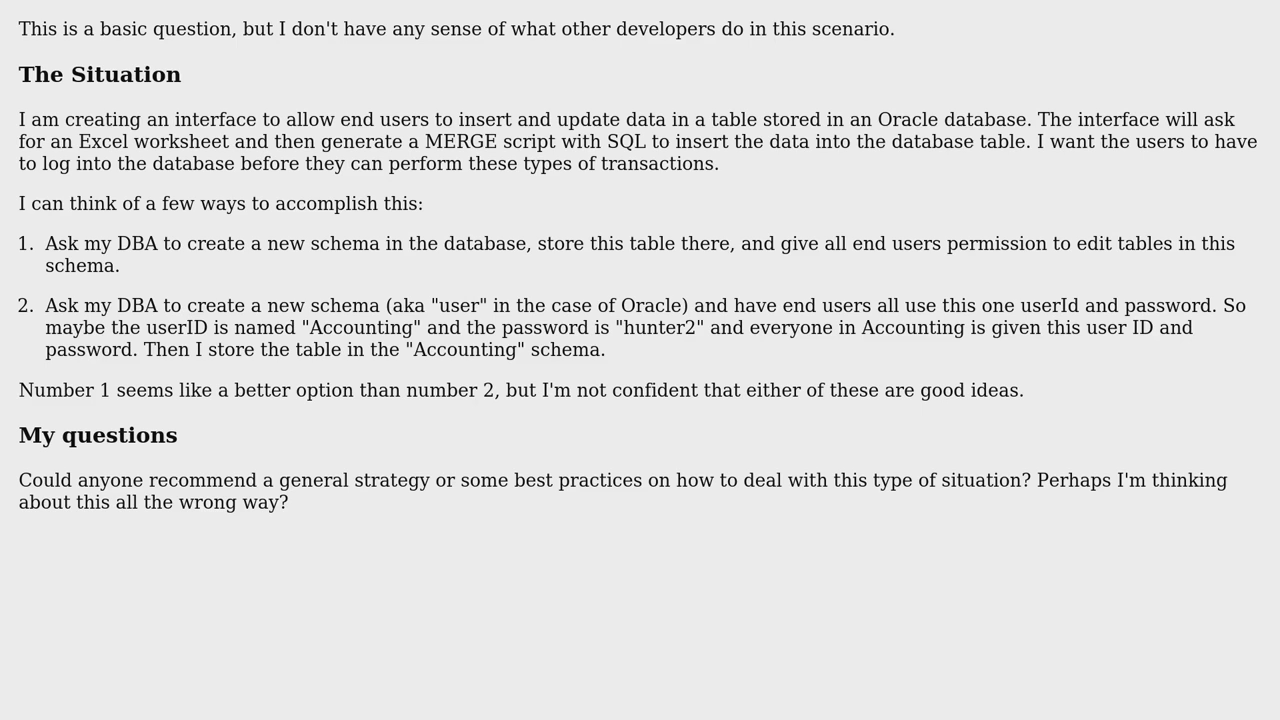 This is a basic question, but I don't have any sense of what other developers do in this scenario.
The Situation
I am creating an interface to allow end users to insert and update data in a table stored in an Oracle database. The interface will ask
for an Excel worksheet and then generate a MERGE script with SQL to insert the data into the database table. I want the users to have
to log into the database before they can perform these types of transactions.
I can think of a few ways to accomplish this:
1. Ask my DBA to create a new schema in the database, store this table there, and give all end users permission to edit tables in this
schema.
2. Ask my DBA to create a new schema (aka "user" in the case of Oracle) and have end users all use this one userId and password. So
maybe the userID is named "Accounting" and the password is "hunter2" and everyone in Accounting is given this user ID and
password. Then I store the table in the "Accounting" schema.
Number 1 seems like a better option than number 2, but I'm not confident that either of these are good ideas.
My questions
Could anyone recommend a general strategy or some best practices on how to deal with this type of situation? Perhaps I'm thinking
about this all the wrong way?